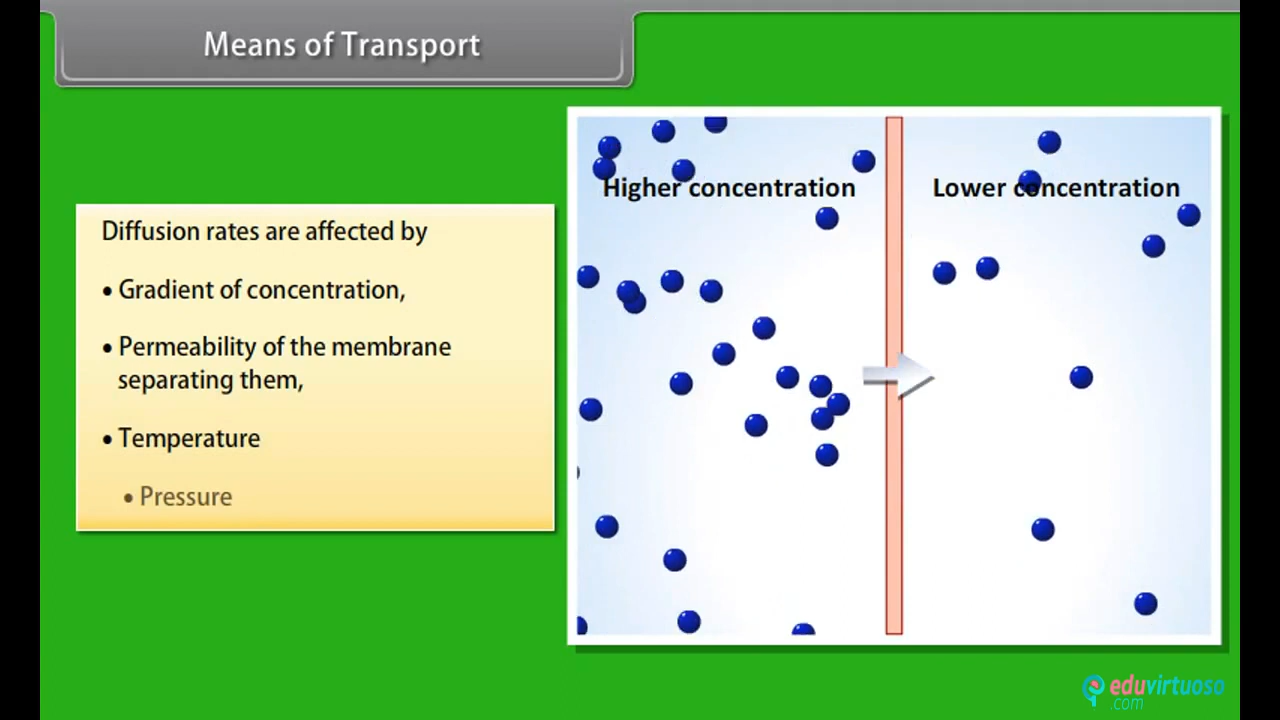 Means of Transport
Diffusion rates are affected by
• Gradient of concentration,
• Permeability of the membrane
separating them,
• Temperature
• Pressure
Higher concentration
Lower concentration
eduvirtuoso
.com